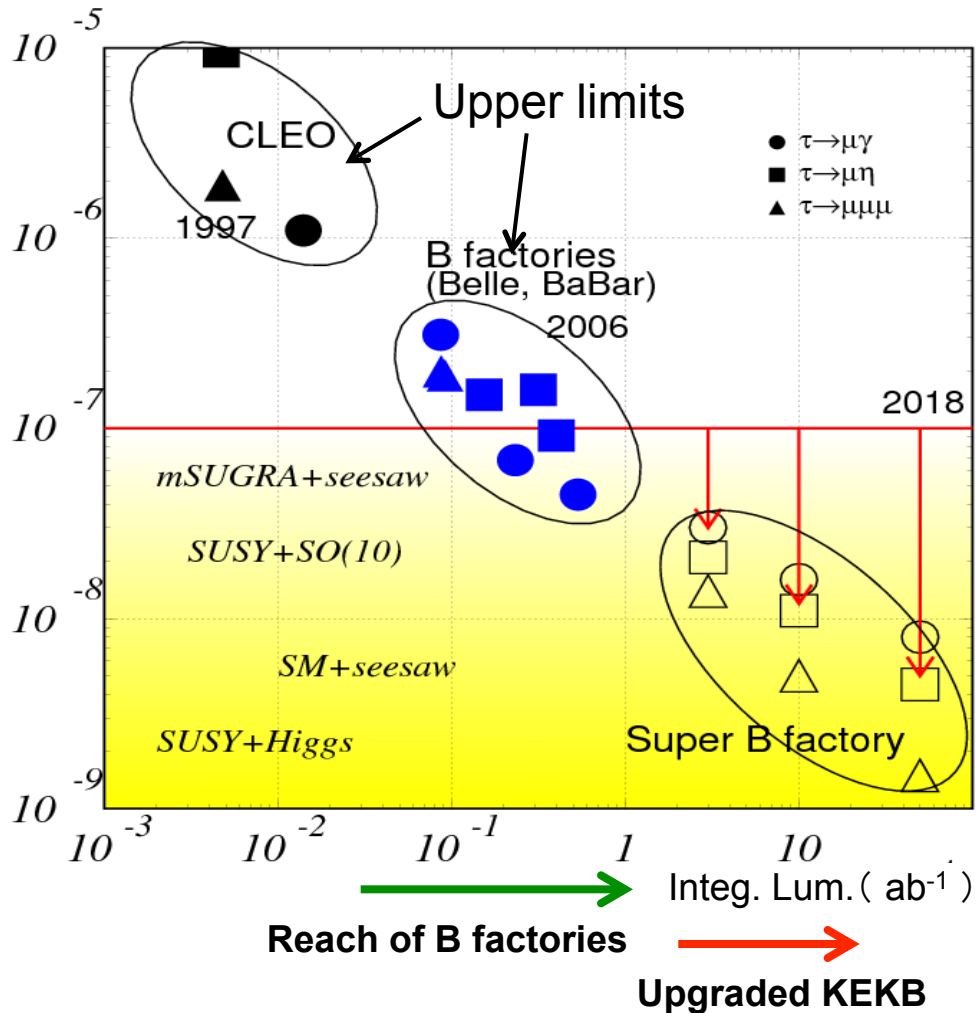 10 -5
Upper limits
CLEO
τ→μγ
τ→μη
τ→μμμ
1997
10 -6
B factories
(Belle, BaBar)
2006
10 -7
2018
mSUGRA+seesaw
SUSY+SO(10)
10 -8
SM+seesaw
Super B factory
SUSY+Higgs
10 -9
10 -3
10 -2
10 -1
1
10
Integ. Lum.( ab-1 )
Reach of B factories
Upgraded KEKB